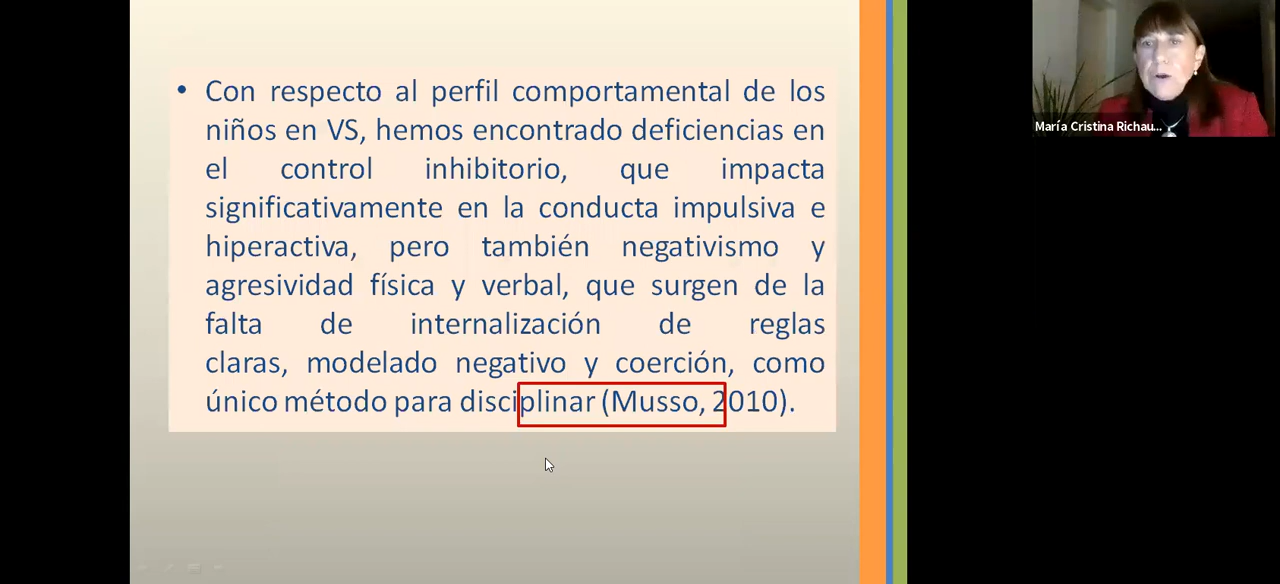 • Con respecto al perfil comportamental de los
niños en VS, hemos encontrado deficiencias en
el control inhibitorio, que impacta
significativamente en la conducta impulsiva e
hiperactiva, pero también negativismo y
agresividad física y verbal, que surgen de la
falta de internalización de reglas
claras, modelado negativo y coerción, como
único método para disciplinar (Musso, 2010).
María Cristina Richau...